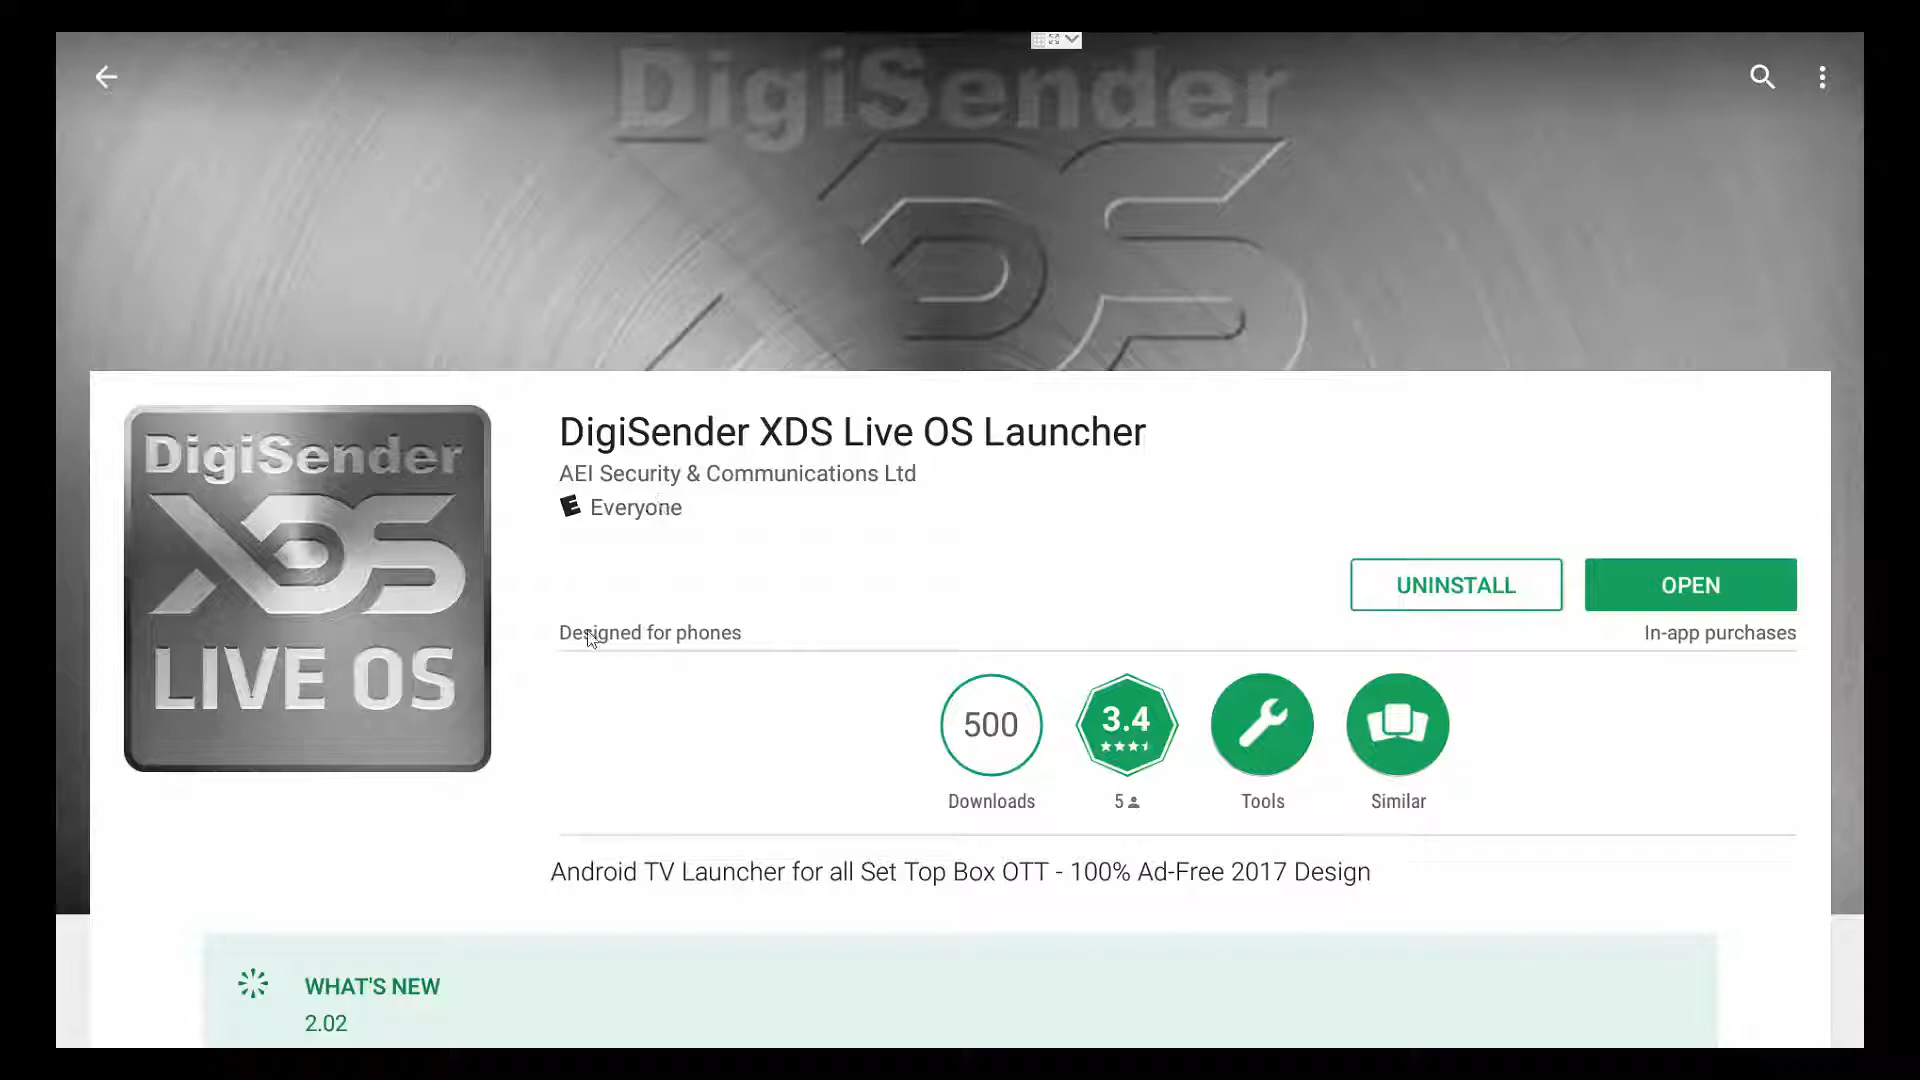 DigiSender
XDS
DigiSender
XDS
LIVE OS
DigiSender XDS Live OS Launcher
AEI Security & Communications Ltd
E Everyone
UNINSTALL
OPEN
Designed for phones
In-app purchases
500
3.4
Downloads
5
Tools
Similar
Android TV Launcher for all Set Top Box OTT - 100% Ad-Free 2017 Design
WHAT'S NEW
2.02